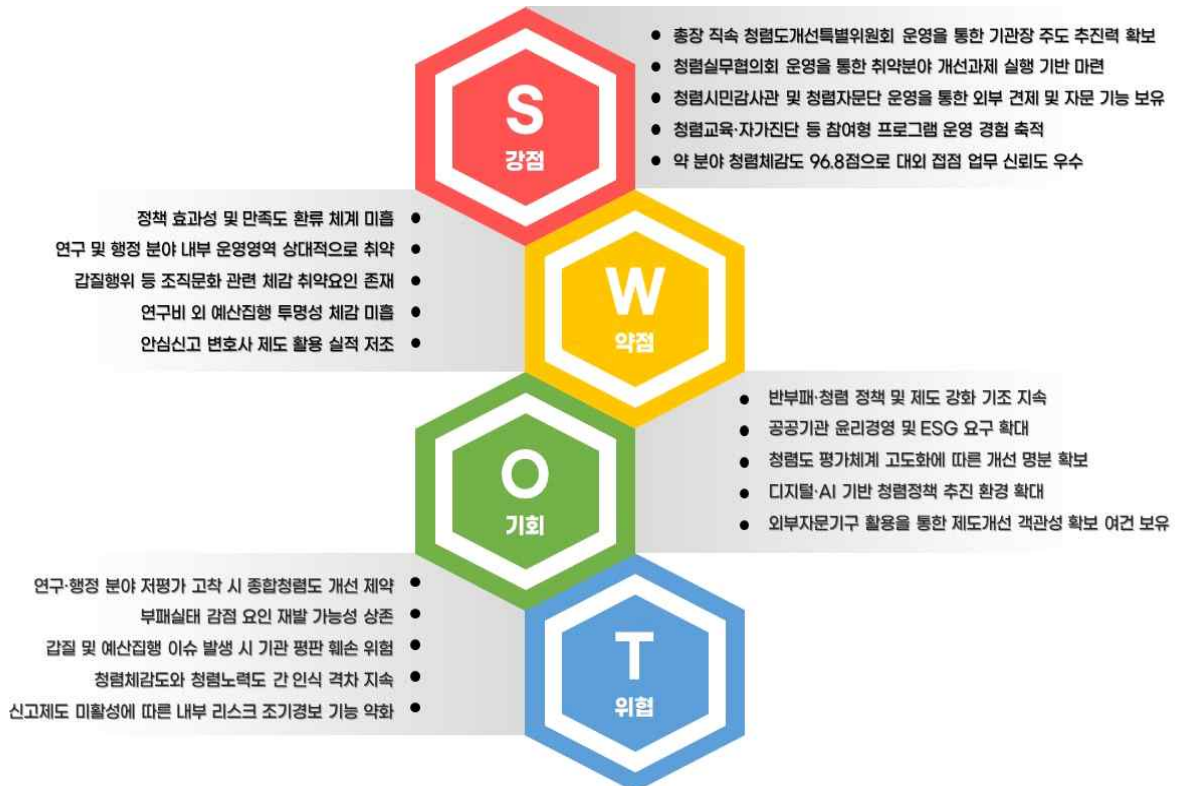 S
강점
• 총장 직속 청렴도개선특별위원회 운영을 통한 기관장 주도 추진력 확보
• 청렴실무협의회 운영을 통한 취약분야 개선과제 실행 기반 마련
• 청렴시민감사관 및 청렴자문단 운영을 통한 외부 견제 및 자문 기능 보유
• 청렴교육·자가진단 등 참여형 프로그램 운영 경험 축적
• 약 분야 청렴체감도 96.8점으로 대외 접점 업무 신뢰도 우수
W
약점
정책 효과성 및 만족도 환류 체계 미흡 •
연구 및 행정 분야 내부 운영영역 상대적으로 취약 •
갑질행위 등 조직문화 관련 체감 취약요인 존재 •
연구비 외 예산집행 투명성 체감 미흡 •
안심신고 변호사 제도 활용 실적 저조 •
O
기회
• 반부패·청렴 정책 및 제도 강화 기조 지속
• 공공기관 윤리경영 및 ESG 요구 확대
• 청렴도 평가체계 고도화에 따른 개선 명분 확보
• 디지털·AI 기반 청렴정책 추진 환경 확대
• 외부자문기구 활용을 통한 제도개선 객관성 확보 여건 보유
T
위협
연구·행정 분야 저평가 고착 시 종합청렴도 개선 제약 •
부패실태 감점 요인 재발 가능성 상존 •
갑질 및 예산집행 이슈 발생 시 기관 평판 훼손 위험 •
청렴체감도와 청렴노력도 간 인식 격차 지속 •
신고제도 미활성에 따른 내부 리스크 조기경보 기능 약화 •